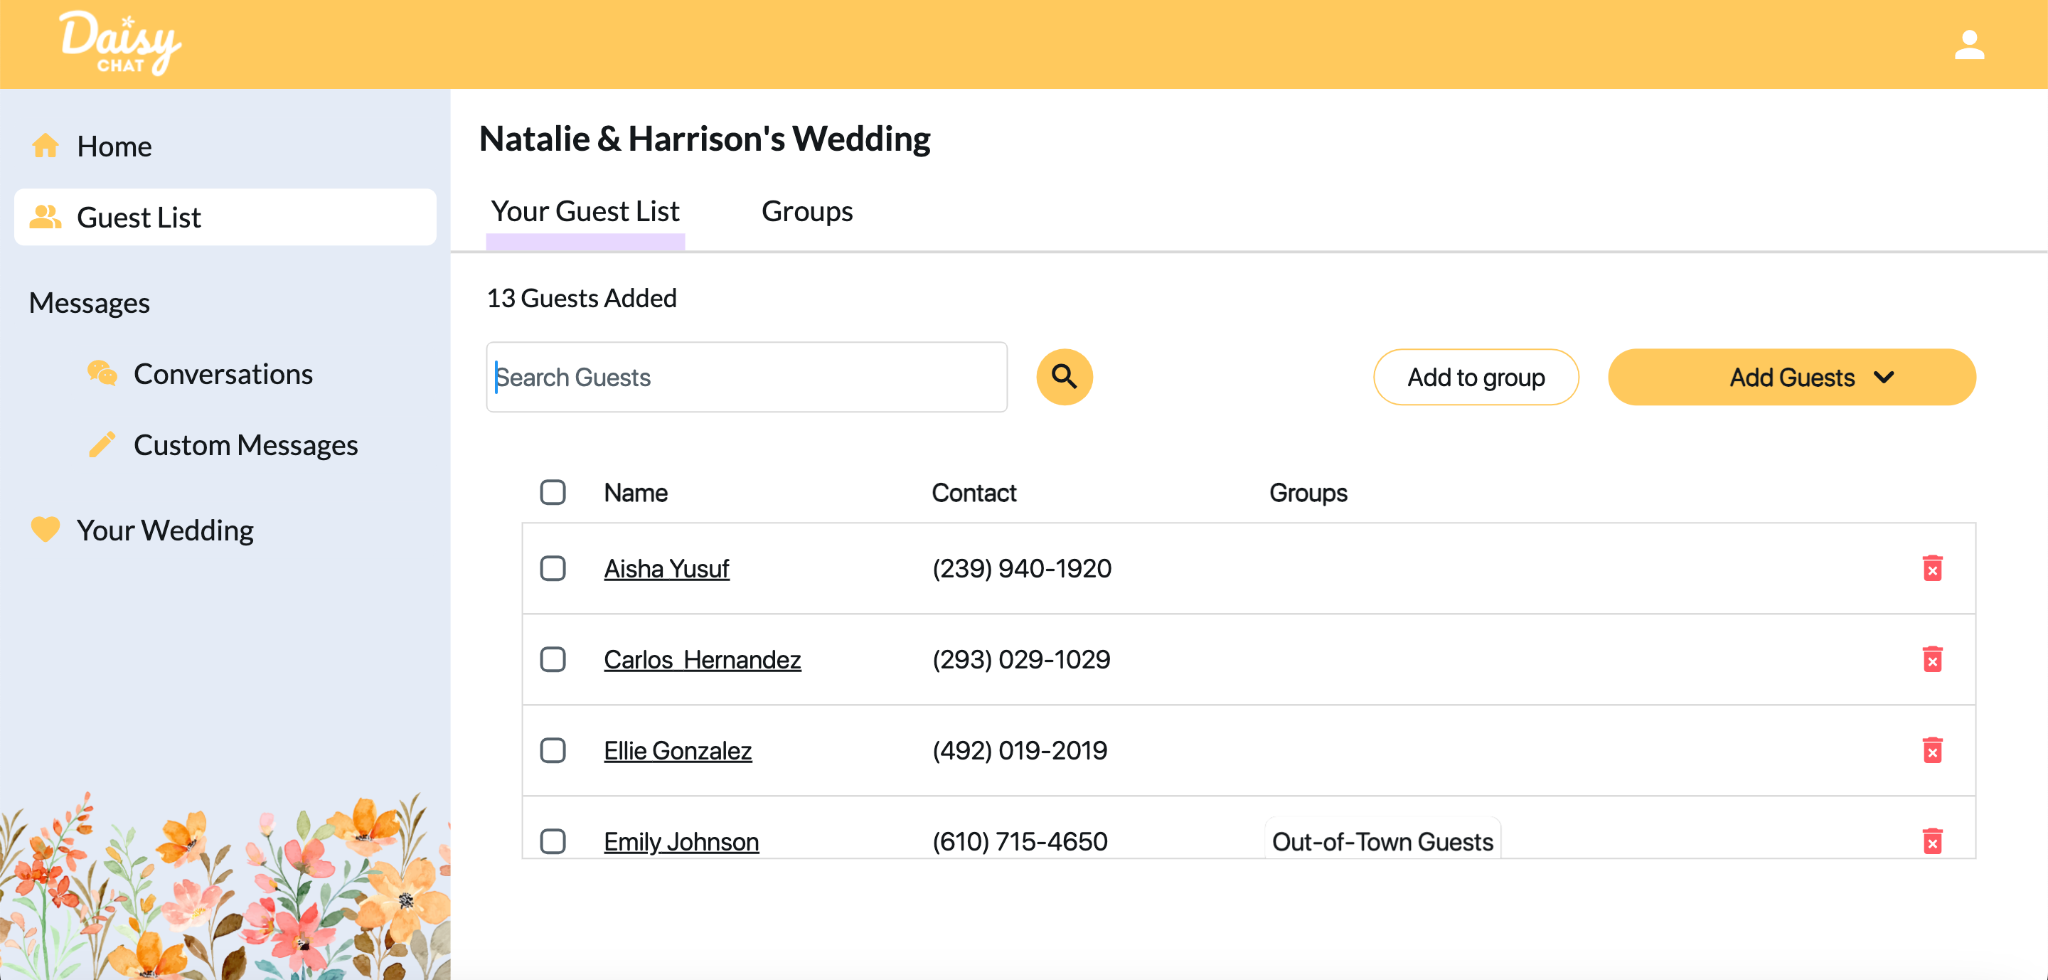 Daisy
CHAT
Home
Guest List
Messages
Conversations
Custom Messages
Your Wedding
Natalie & Harrison's Wedding
Your Guest List Groups
13 Guests Added
Search Guests
Add to group
Add Guests
Name Contact Groups
Aisha Yusuf (239) 940-1920
Carlos  Hernandez (293) 029-1029
Ellie Gonzalez (492) 019-2019
Emily Johnson (610) 715-4650 Out-of-Town Guests